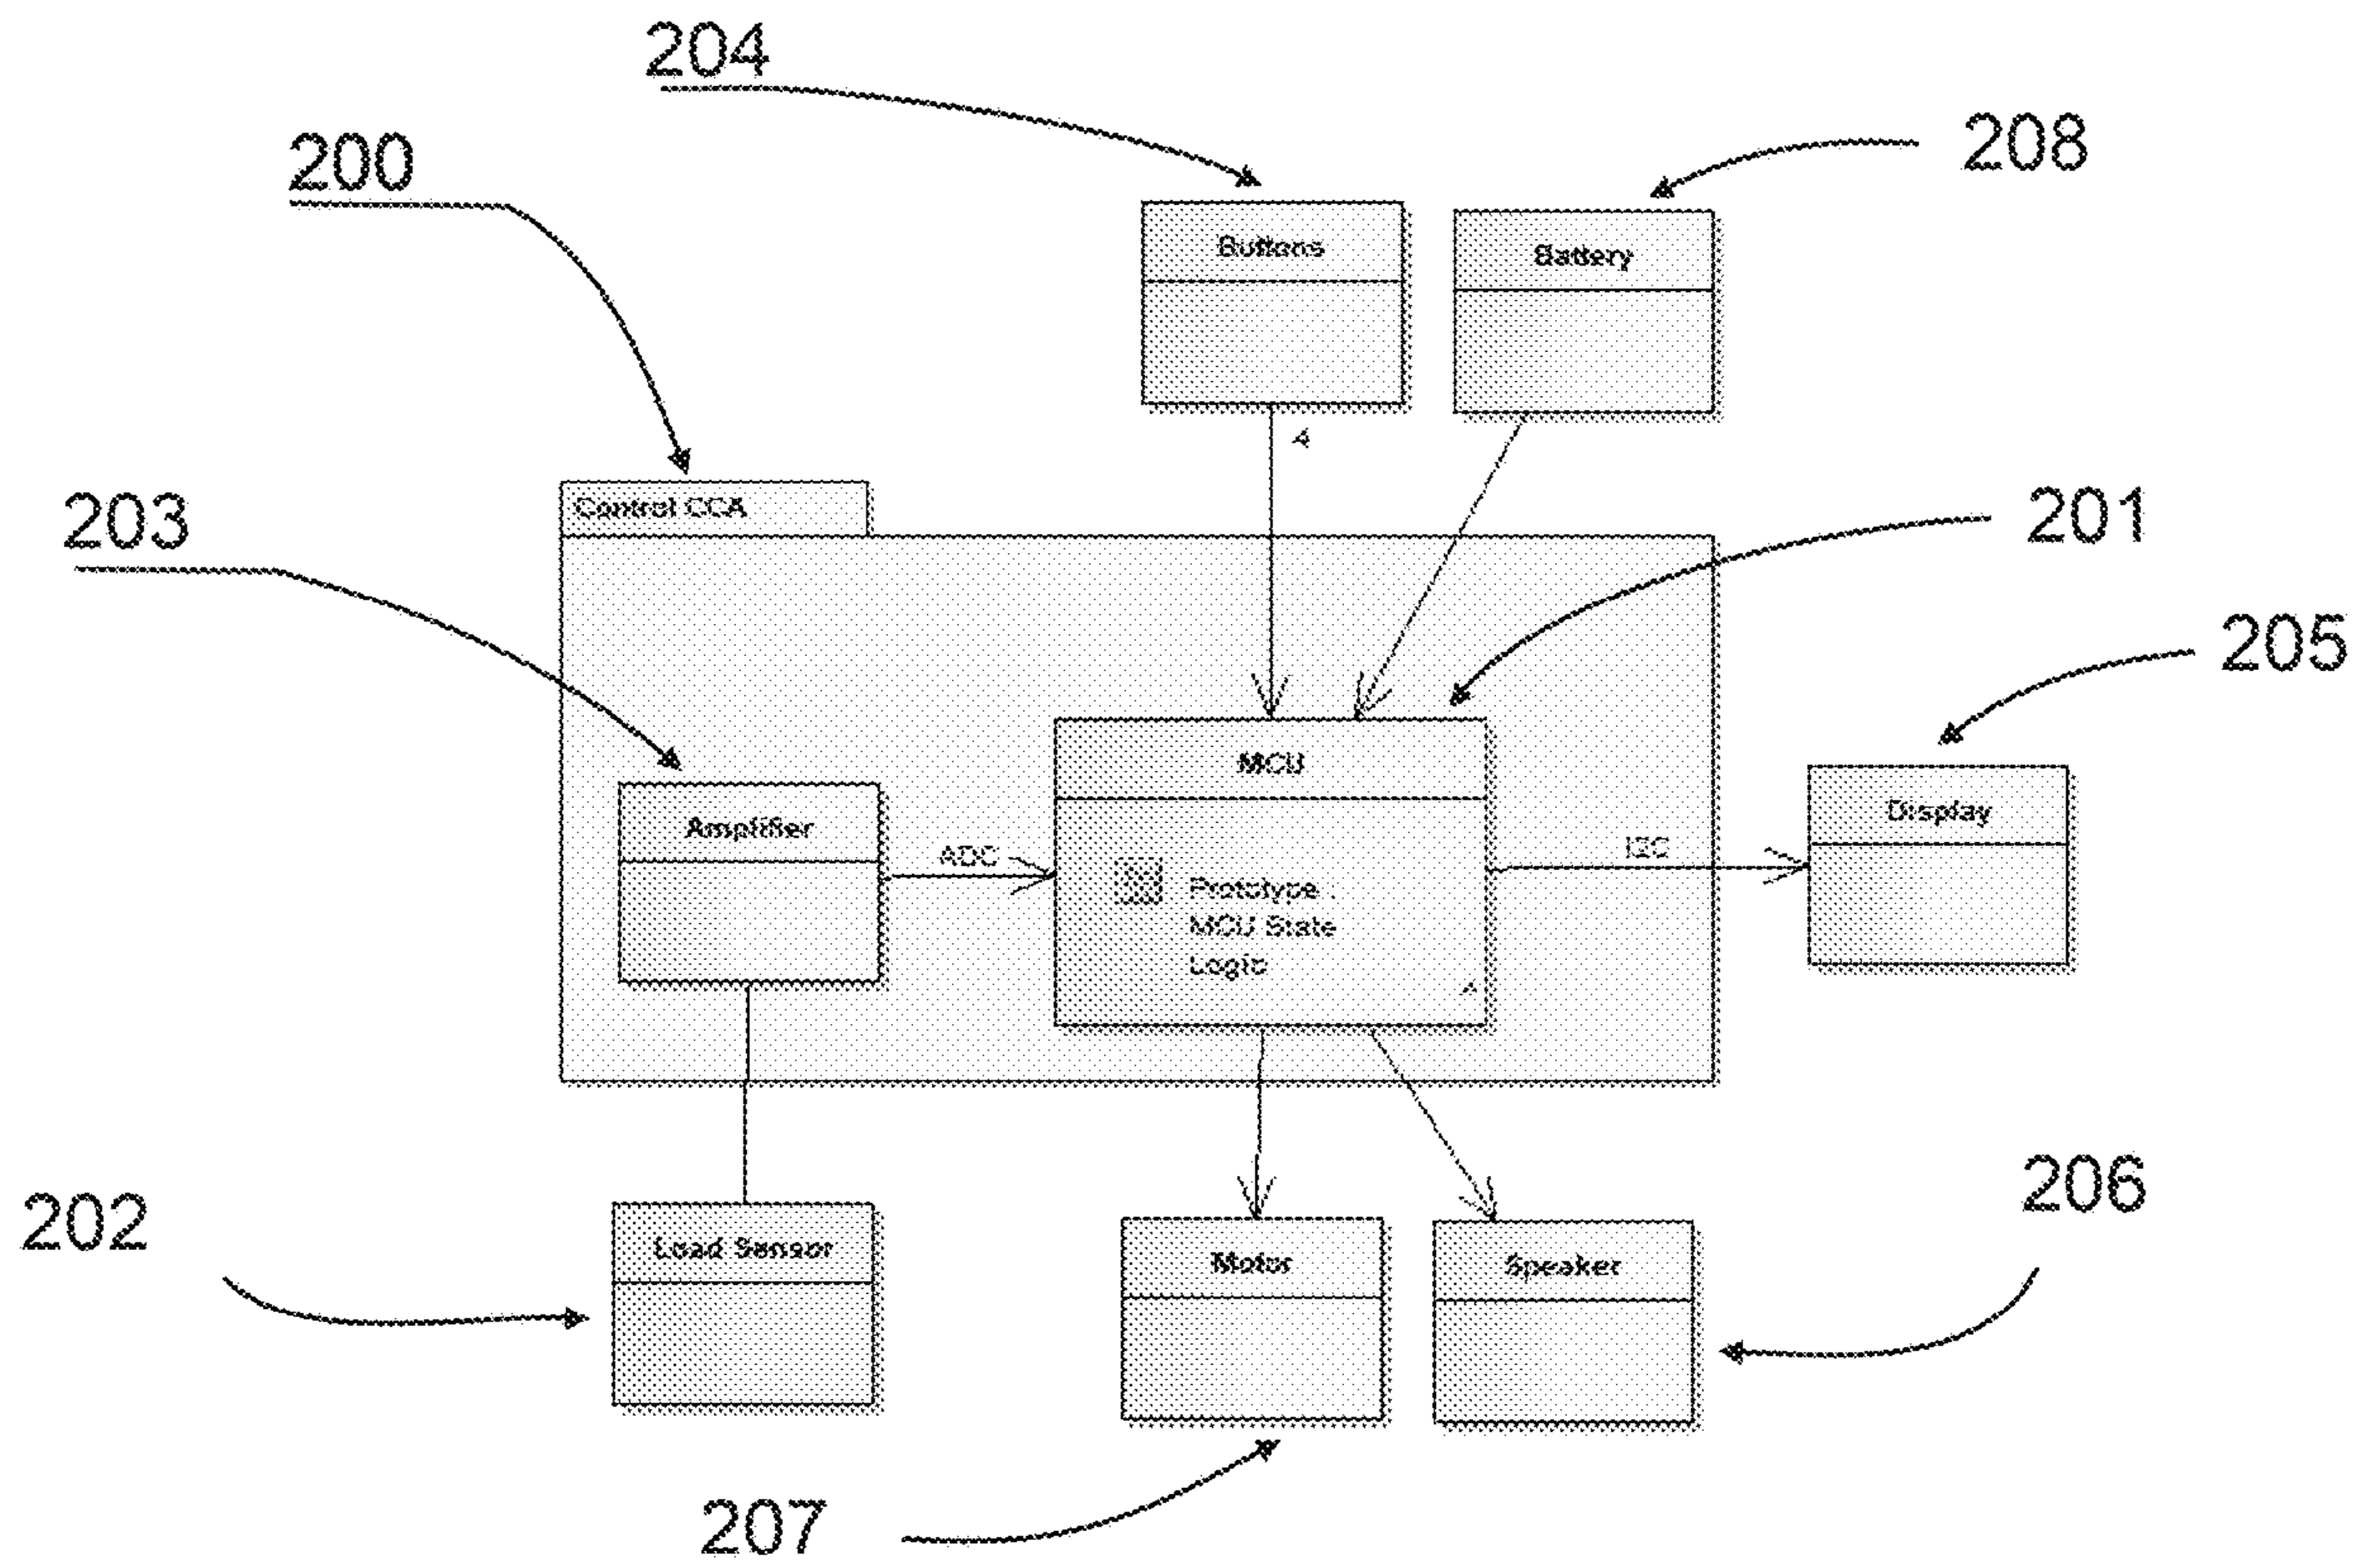 204
208
200
Buttons
Battery
4
Control CCA
203
201
205
MCU
Amplifier
Display
ADC
I2C
Prototype
MCU State
Logic
202
Load Sensor
Motor
Speaker
206
207